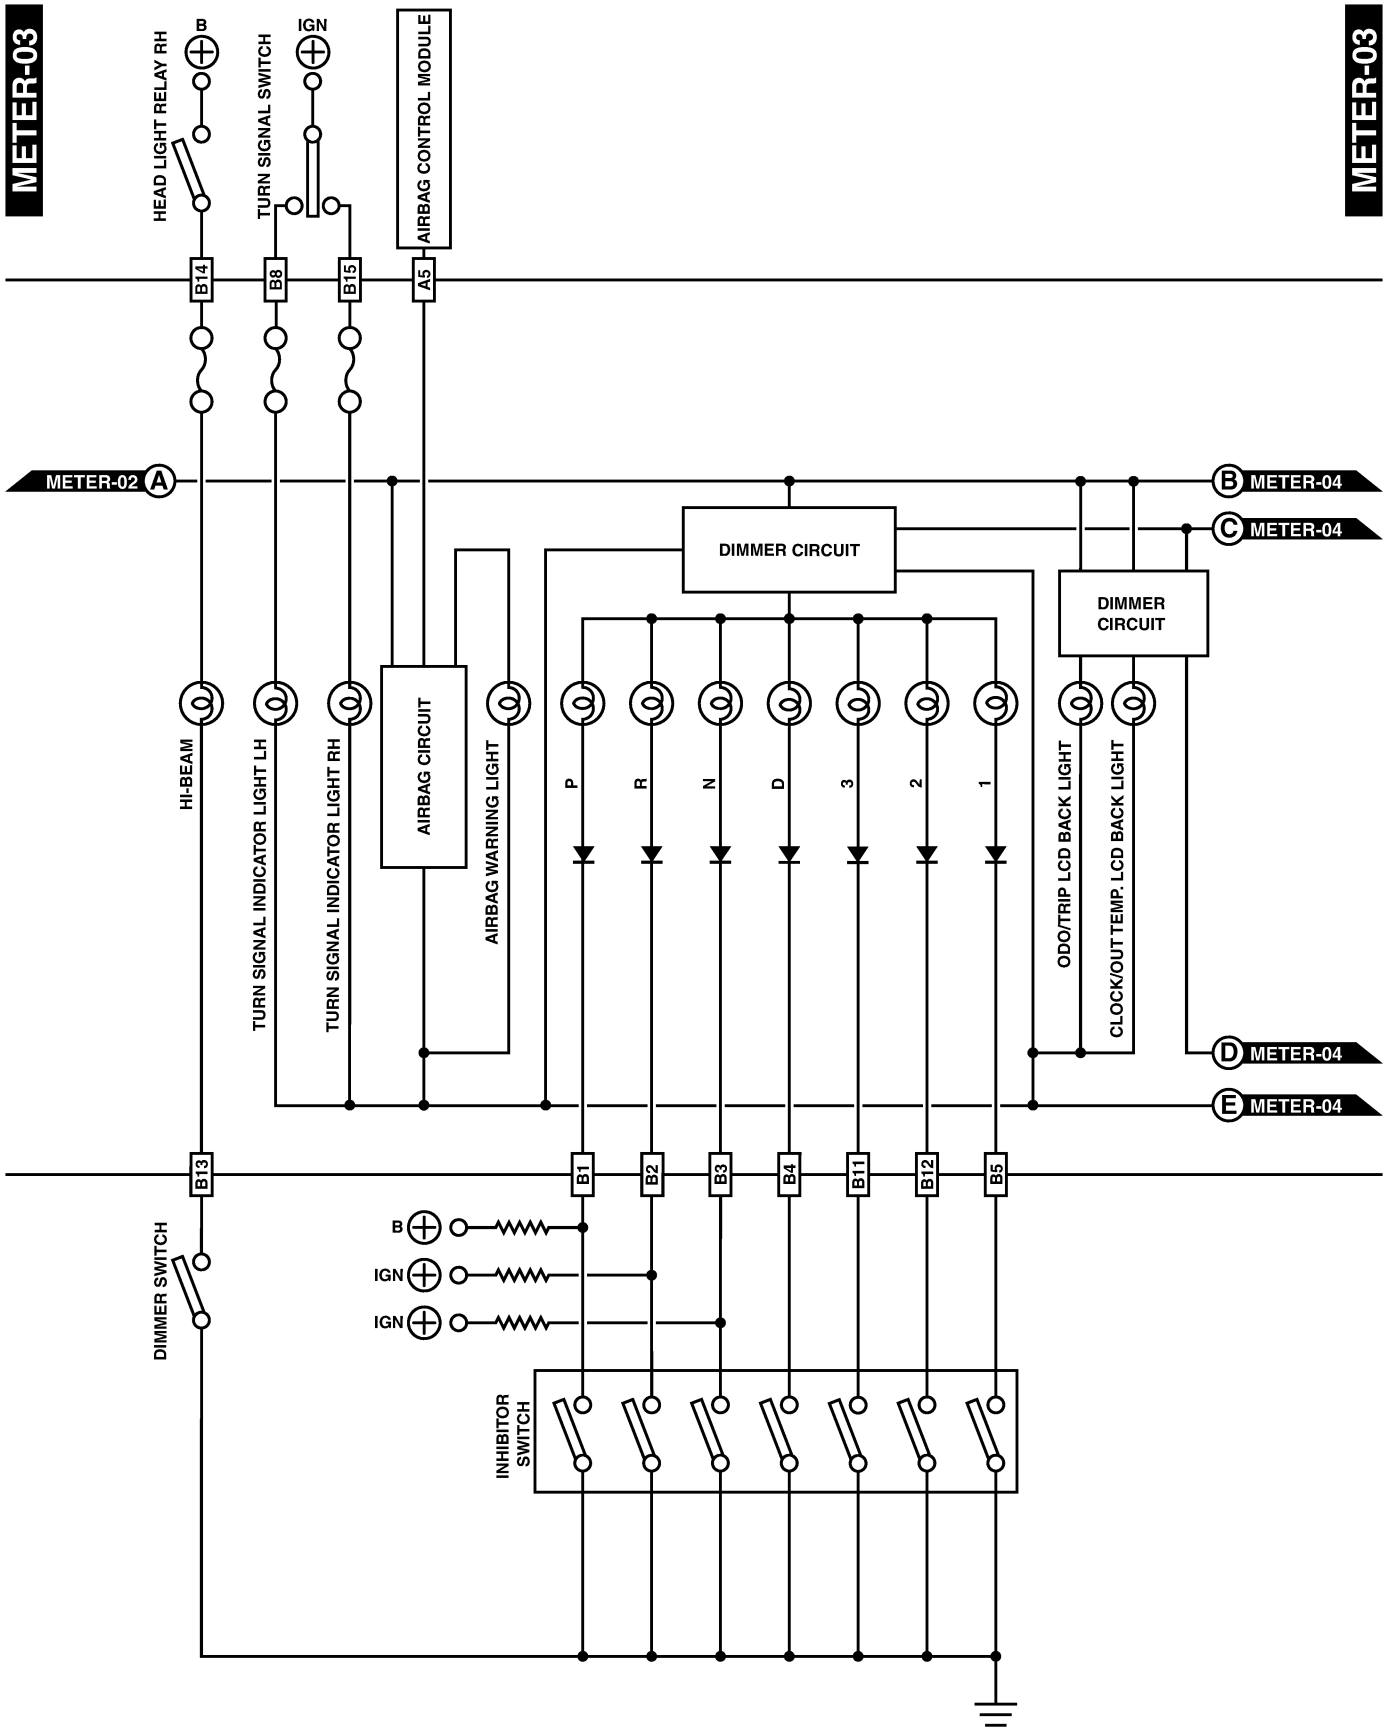 METER-03
METER-03
B
IGN
HEAD LIGHT RELAY RH
TURN SIGNAL SWITCH
AIRBAG CONTROL MODULE
B14
B8
B15
A5
METER-02 A
B METER-04
C METER-04
DIMMER CIRCUIT
DIMMER
CIRCUIT
HI-BEAM
TURN SIGNAL INDICATOR LIGHT LH
TURN SIGNAL INDICATOR LIGHT RH
AIRBAG CIRCUIT
AIRBAG WARNING LIGHT
P
R
N
D
3
2
1
ODO/TRIP LCD BACK LIGHT
CLOCK/OUT TEMP. LCD BACK LIGHT
D METER-04
E METER-04
B13
B1
B2
B3
B4
B11
B12
B5
DIMMER SWITCH
B
IGN
IGN
INHIBITOR
SWITCH